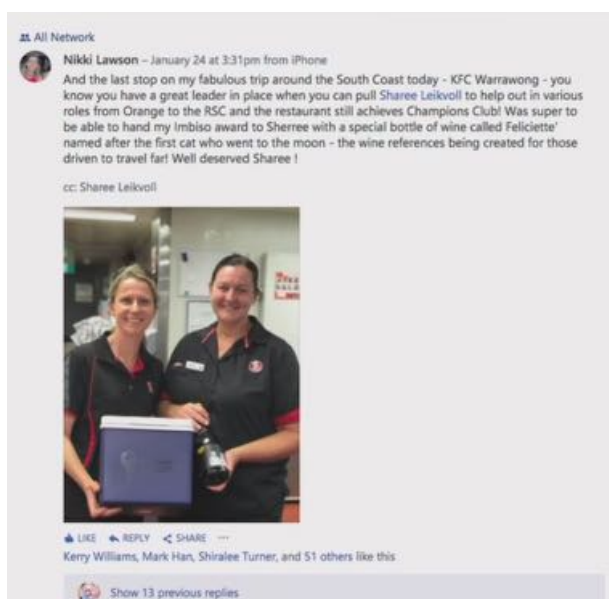 All Network
Nikki Lawson – January 24 at 3:31pm from iPhone
And the last stop on my fabulous trip around the South Coast today - KFC Warrawong - you
know you have a great leader in place when you can pull Sharee Leikvoll to help out in various
roles from Orange to the RSC and the restaurant still achieves Champions Club! Was super to
be able to hand my Imbiso award to Sherree with a special bottle of wine called Feliciette'
named after the first cat who went to the moon - the wine references being created for those
driven to travel far! Well deserved Sharee !
cc: Sharee Leikvoll
LIKE REPLY SHARE ...
Kerry Williams, Mark Han, Shiralee Turner, and 51 others like this
Show 13 previous replies